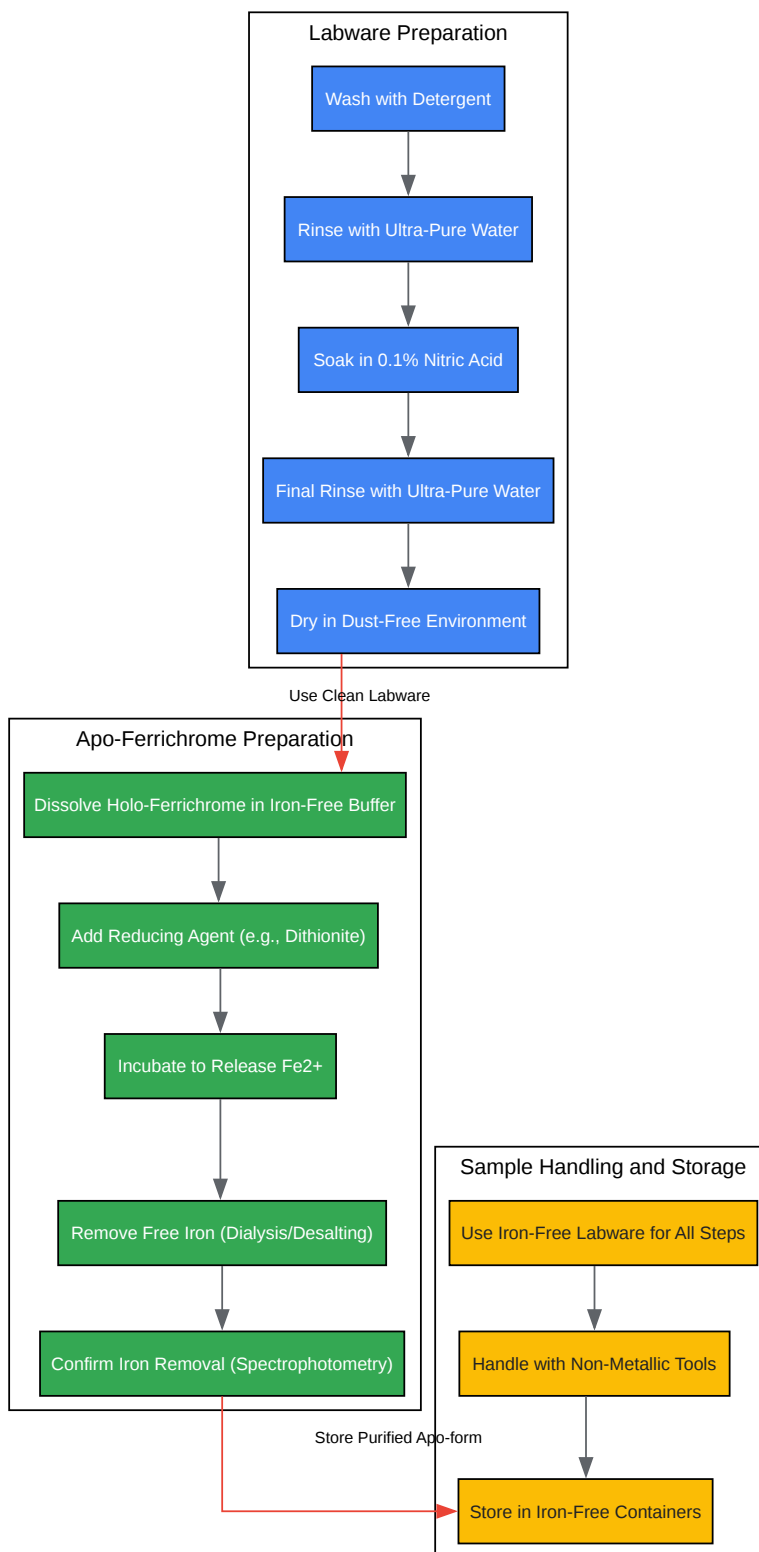 Labware Preparation
Wash with Detergent
Rinse with Ultra-Pure Water
Soak in 0.1% Nitric Acid
Final Rinse with Ultra-Pure Water
Dry in Dust-Free Environment
Use Clean Labware
Apo-Ferrichrome Preparation
Dissolve Holo-Ferrichrome in Iron-Free Buffer
Add Reducing Agent (e.g., Dithionite)
Incubate to Release Fe2+
Remove Free Iron (Dialysis/Desalting)
Confirm Iron Removal (Spectrophotometry)
Store Purified Apo-form
Sample Handling and Storage
Use Iron-Free Labware for All Steps
Handle with Non-Metallic Tools
Store in Iron-Free Containers